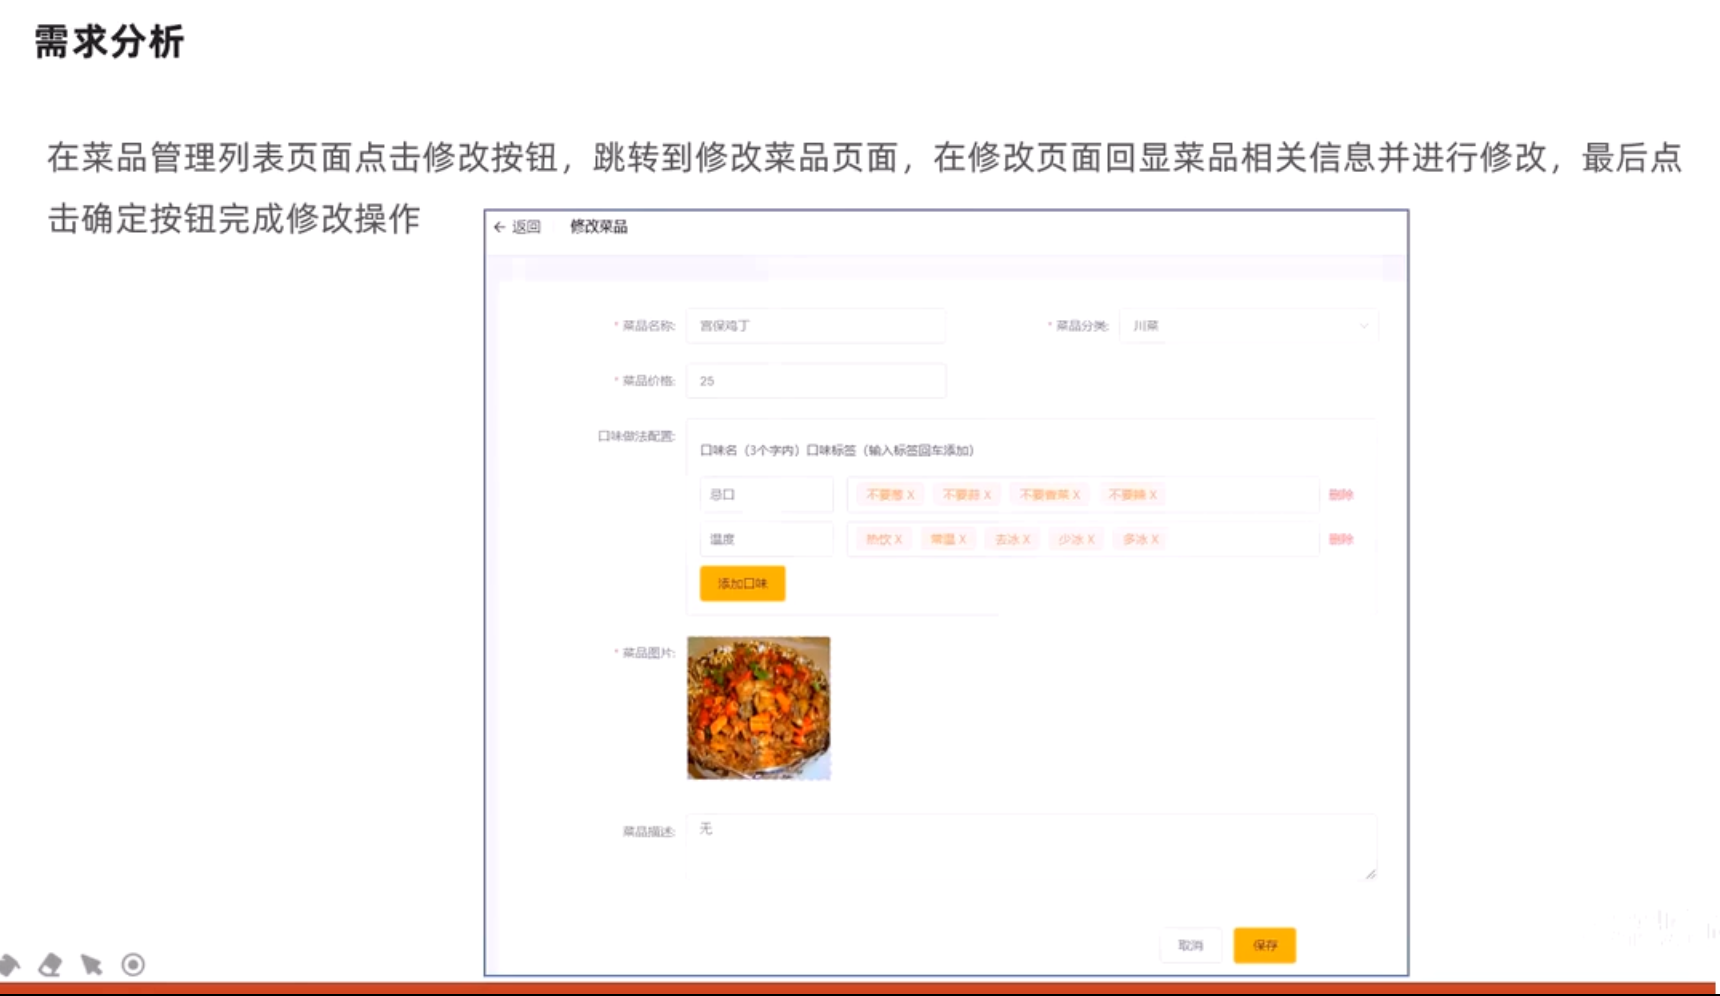 需求分析
在菜品管理列表页面点击修改按钮，跳转到修改菜品页面，在修改页面回显菜品相关信息并进行修改，最后点
击确定按钮完成修改操作
← 返回 修改菜品
* 菜品名称: 宫保鸡丁 * 菜品分类: 川菜
* 菜品价格: 25
口味做法配置:
口味名（3个字内）口味标签（输入标签回车添加）
忌口 不要葱 X 不要蒜 X 不要香菜 X 不要辣 X 删除
温度 热饮 X 常温 X 去冰 X 少冰 X 多冰 X 删除
添加口味
* 菜品图片:
菜品描述: 无
取消 保存